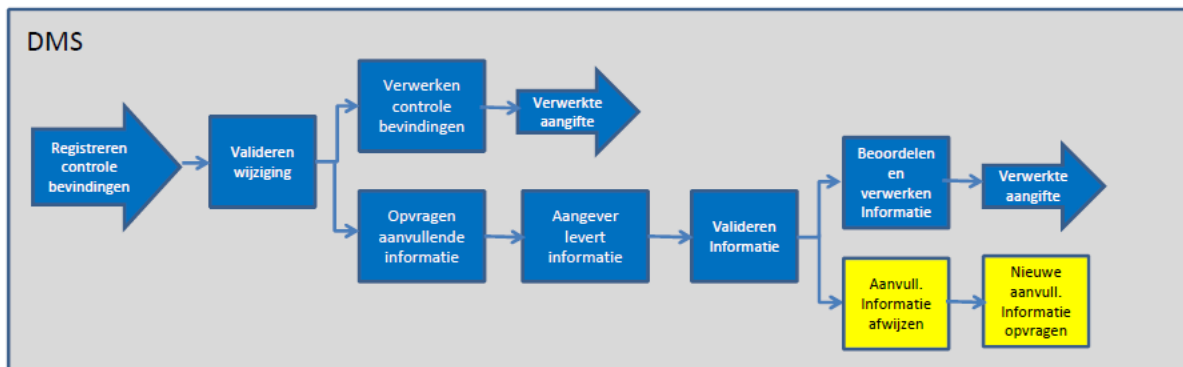 DMS
Registreren
controle
bevindingen
Valideren
wijziging
Verwerken
controle
bevindingen
Verwerkte
aangifte
Opvragen
aanvullende
informatie
Aangever
levert
informatie
Valideren
Informatie
Beoordelen
en
verwerken
Informatie
Verwerkte
aangifte
Aanvull.
Informatie
afwijzen
Nieuwe
aanvull.
Informatie
opvragen